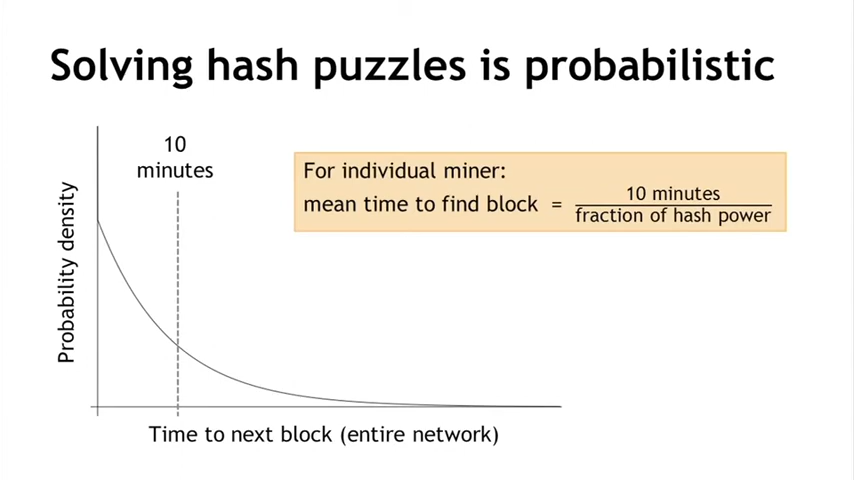 Solving hash puzzles is probabilistic
10
minutes
For individual miner:
mean time to find block = 10 minutes
fraction of hash power
Probability density
Time to next block (entire network)